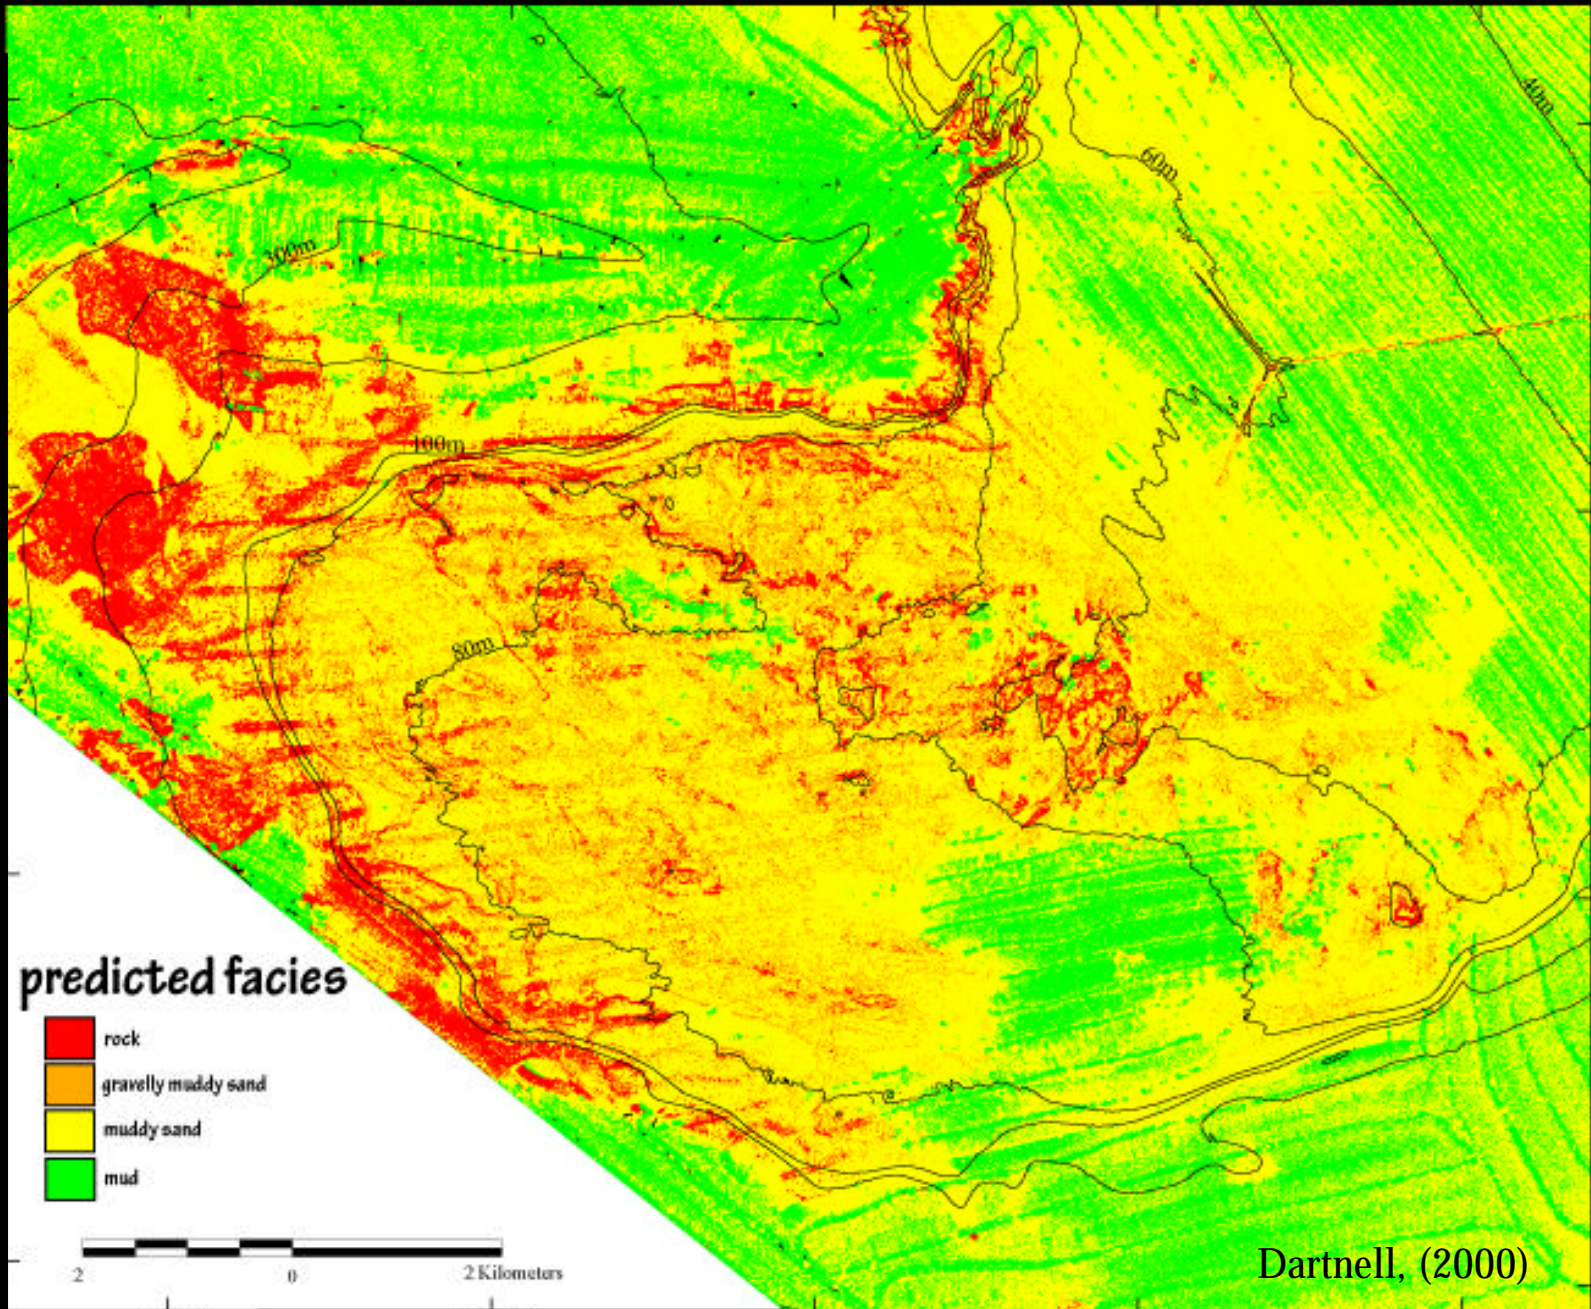 40m
60m
300m
100m
80m
predicted facies
rock
gravelly muddy sand
muddy sand
mud
2 0 2 Kilometers
Dartnell, (2000)